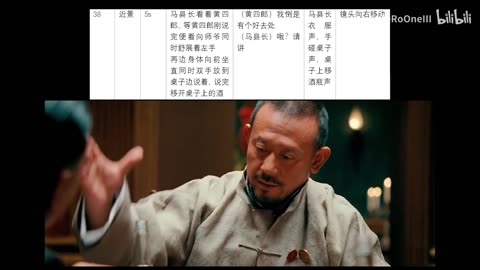 RoOneIII bilibili
38 近景 5s 马县长看着黄四 (黄四郎)我倒是 马县长 镜头向右移动
郎、等黄四郎刚说 有个好去处 衣服
完便看向师爷同 (马县长)哦?请 声,手
时舒展着左手 讲 碰桌子
再边身体向前坐 声,桌
直同时双手放到 子上移
桌子边说着,说完 酒瓶声
移开桌子上的酒